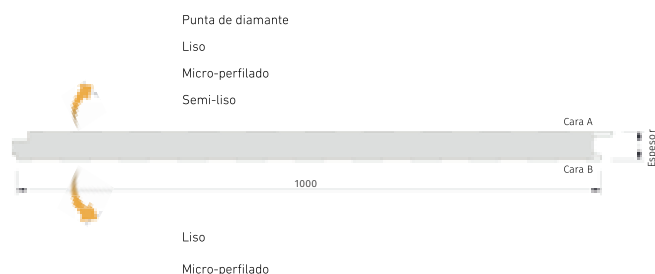 Punta de diamante
Liso
Micro-perfilado
Semi-liso
Cara A
Espesor
Cara B
1000
Liso
Micro-perfilado